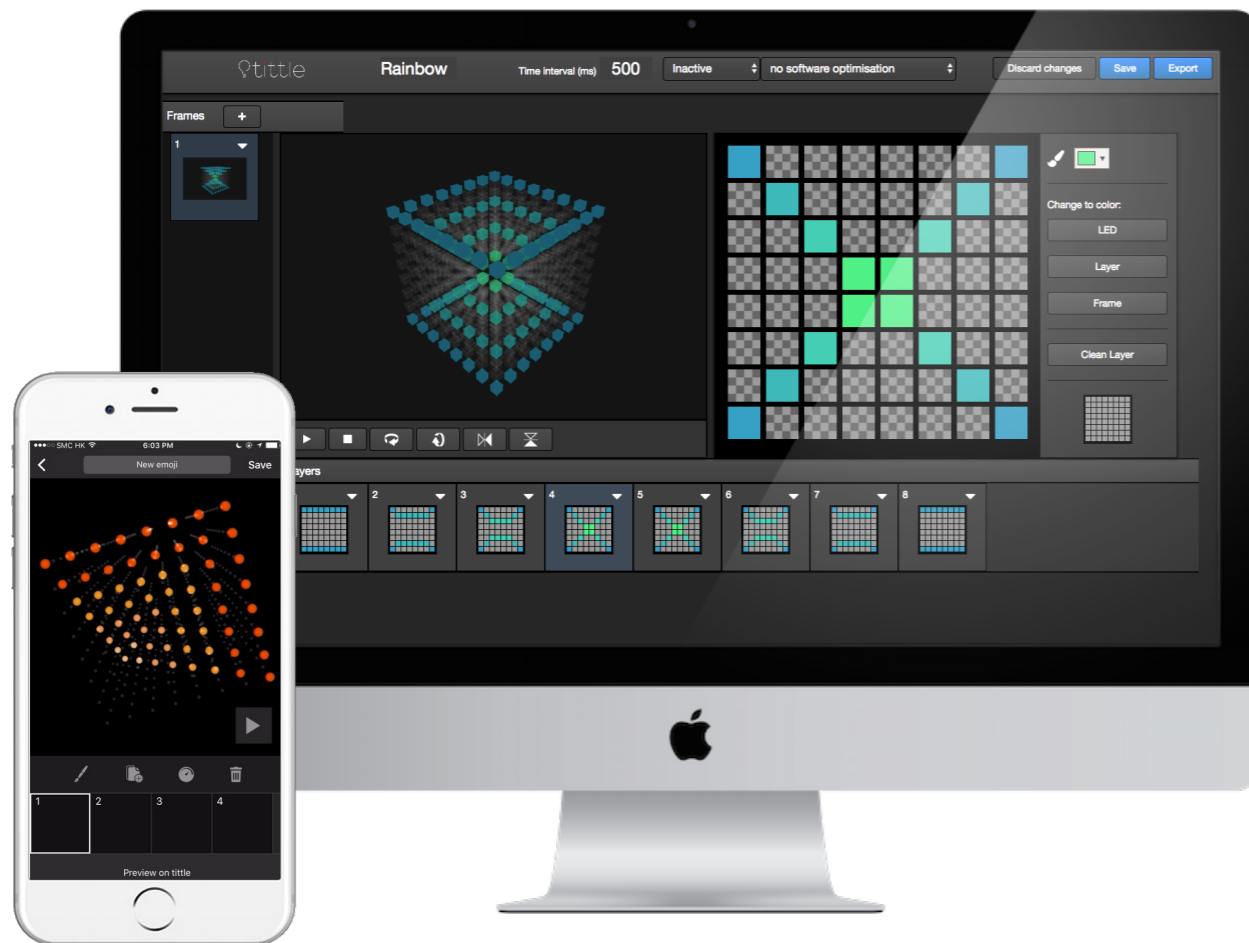 tittle
Rainbow
Time interval (ms) 500
Inactive
no software optimisation
Discard changes
Save
Export
Frames +
1
Change to color:
LED
Layer
Frame
Clean Layer
ayers
2
3
4
5
6
7
8
SMC HK
6:03 PM
New emoji
Save
1
2
3
4
Preview on tittle